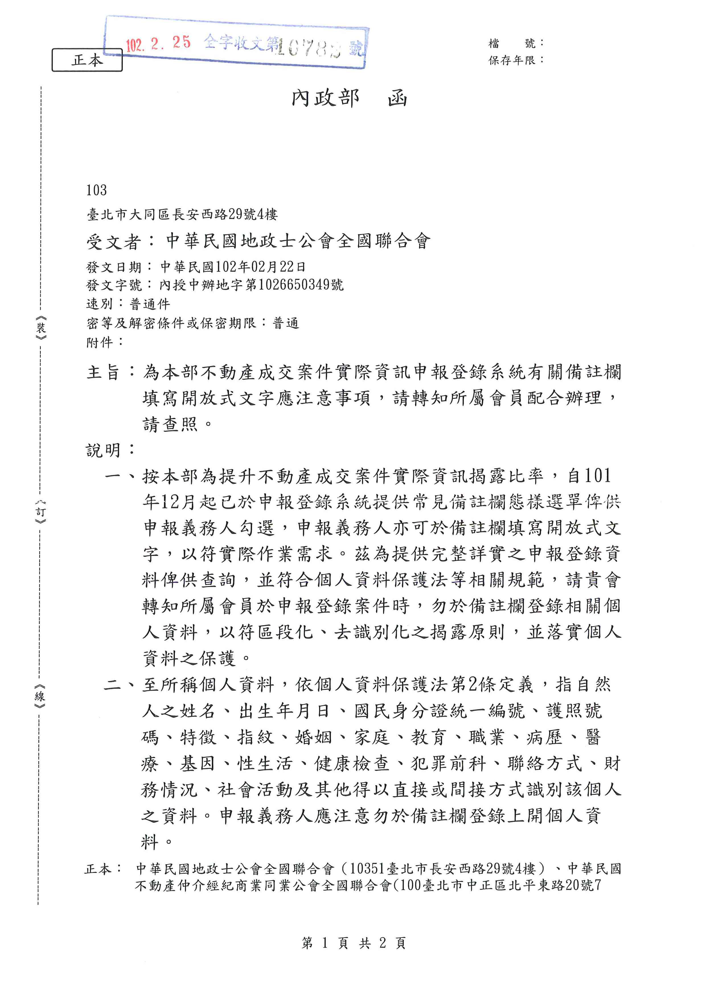 102. 2. 25 全字收文第 號
正本
檔　　號：
保存年限：
內政部　函
103
臺北市大同區長安西路29號4樓
受文者：中華民國地政士公會全國聯合會
發文日期：中華民國102年02月22日
發文字號：內授中辦地字第1026650349號
速別：普通件
密等及解密條件或保密期限：普通
附件：
主旨：為本部不動產成交案件實際資訊申報登錄系統有關備註欄
填寫開放式文字應注意事項，請轉知所屬會員配合辦理，
請查照。
說明：
一、按本部為提升不動產成交案件實際資訊揭露比率，自101
年12月起已於申報登錄系統提供常見備註欄態樣選單俾供
申報義務人勾選，申報義務人亦可於備註欄填寫開放式文
字，以符實際作業需求。茲為提供完整詳實之申報登錄資
料俾供查詢，並符合個人資料保護法等相關規範，請貴會
轉知所屬會員於申報登錄案件時，勿於備註欄登錄相關個
人資料，以符區段化、去識別化之揭露原則，並落實個人
資料之保護。
二、至所稱個人資料，依個人資料保護法第2條定義，指自然
人之姓名、出生年月日、國民身分證統一編號、護照號
碼、特徵、指紋、婚姻、家庭、教育、職業、病歷、醫
療、基因、性生活、健康檢查、犯罪前科、聯絡方式、財
務情況、社會活動及其他得以直接或間接方式識別該個人
之資料。申報義務人應注意勿於備註欄登錄上開個人資
料。
正本：中華民國地政士公會全國聯合會（10351臺北市長安西路29號4樓）、中華民國
不動產仲介經紀商業同業公會全國聯合會(100臺北市中正區北平東路20號7
《裝》
《訂》
《線》
第 1 頁 共 2 頁